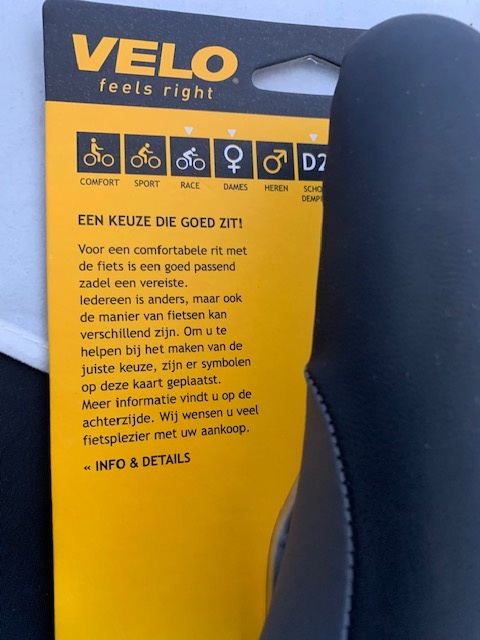 VELO
feels right
D2
COMFORT SPORT RACE DAMES HEREN
EEN KEUZE DIE GOED ZIT!
Voor een comfortabele rit met
de fiets is een goed passend
zadel een vereiste.
Iedereen is anders, maar ook
de manier van fietsen kan
verschillend zijn. Om u te
helpen bij het maken van de
juiste keuze, zijn er symbolen
op deze kaart geplaatst.
Meer informatie vindt u op de
achterzijde. Wij wensen u veel
fietsplezier met uw aankoop.
« INFO & DETAILS